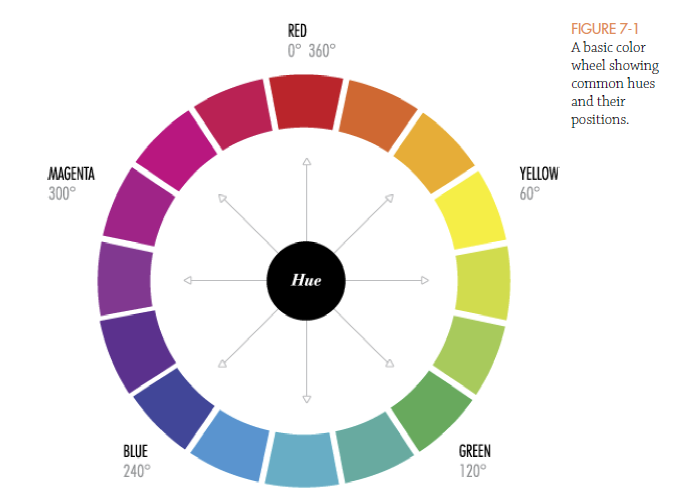 RED
0° 360°
FIGURE 7-1
A basic color
wheel showing
common hues
and their
positions.
MAGENTA
300°
YELLOW
60°
Hue
BLUE
240°
GREEN
120°